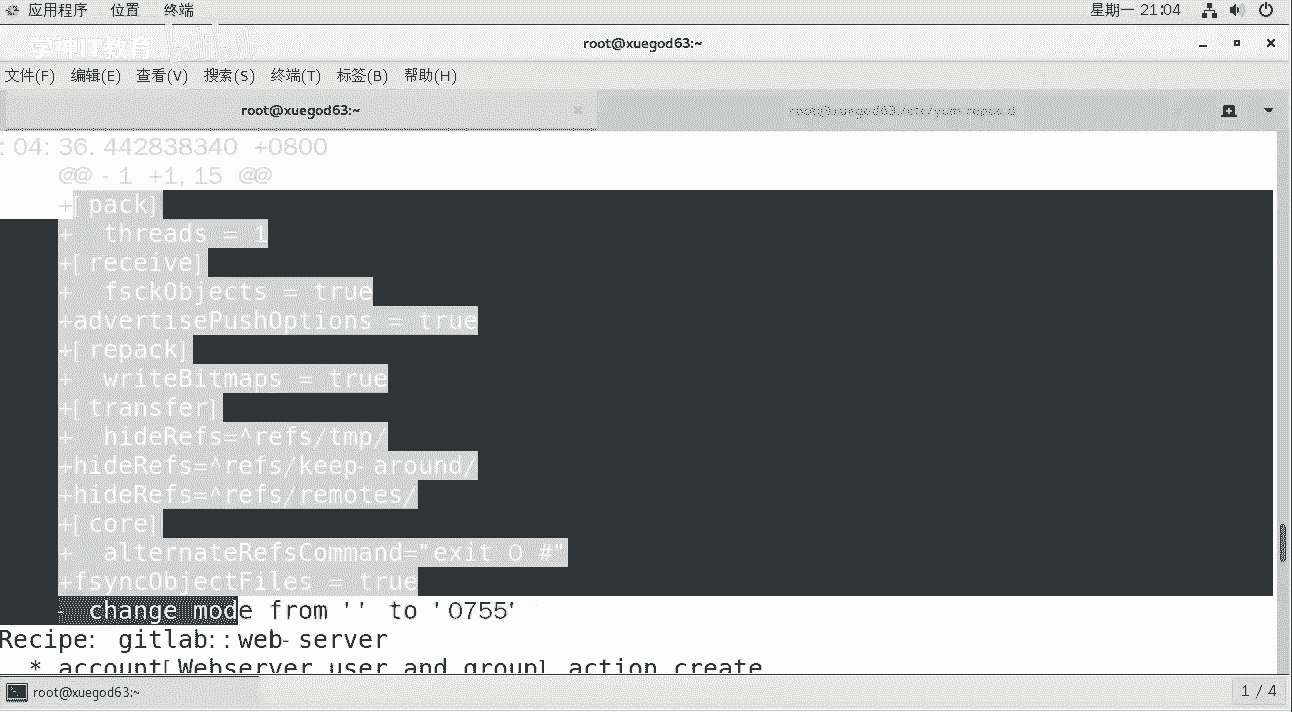 应用程序 位置 终端 星期一 21:04
学神IT教育
root@xuegod63:~
文件(F) 编辑(E) 查看(V) 搜索(S) 终端(T) 标签(B) 帮助(H)
root@xuegod63:~ root@xuegod63:/etc/yum.repos.d
: 04: 36. 442838340 +0800
@@ - 1 +1, 15 @@
+[ pack]
+ threads = 1
+[ receive]
+ fsckObjects = true
+advertisePushOptions = true
+[ repack]
+ writeBitmaps = true
+[ transfer]
+ hideRefs=^refs/tmp/
+hideRefs=^refs/keep- around/
+hideRefs=^refs/remotes/
+[ core]
+ alternateRefsCommand="exit 0 #"
+fsyncObjectFiles = true
- change mode from '' to '0755'
Recipe: gitlab::web- server
* account[Webserver user and group] action create
root@xuegod63:~ 1 / 4